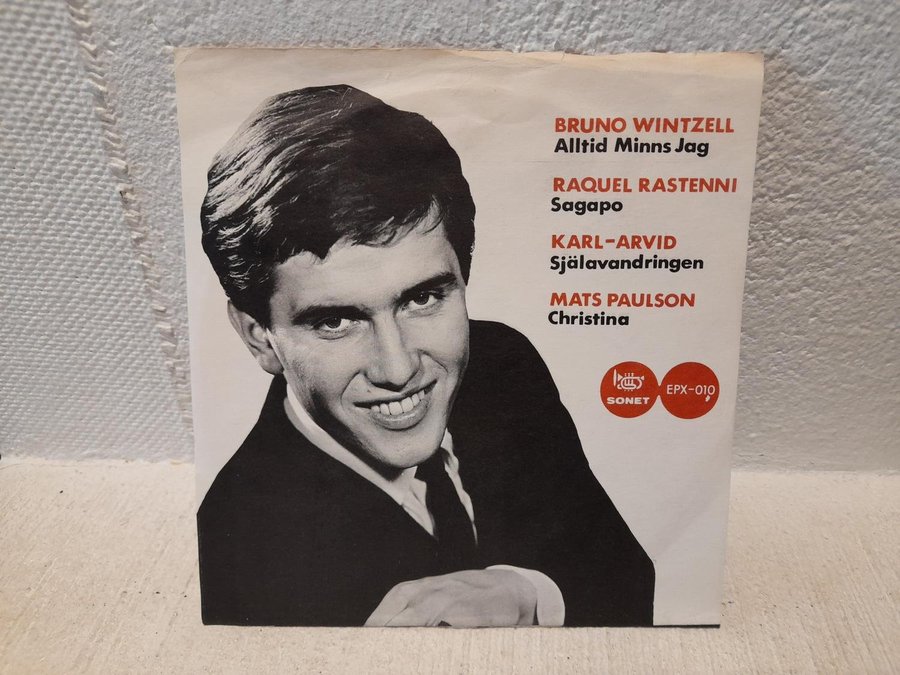 BRUNO WINTZELL
Alltid Minns Jag
RAQUEL RASTENNI
Sagapo
KARL-ARVID
Själavandringen
MATS PAULSON
Christina
SONET
EPX-010